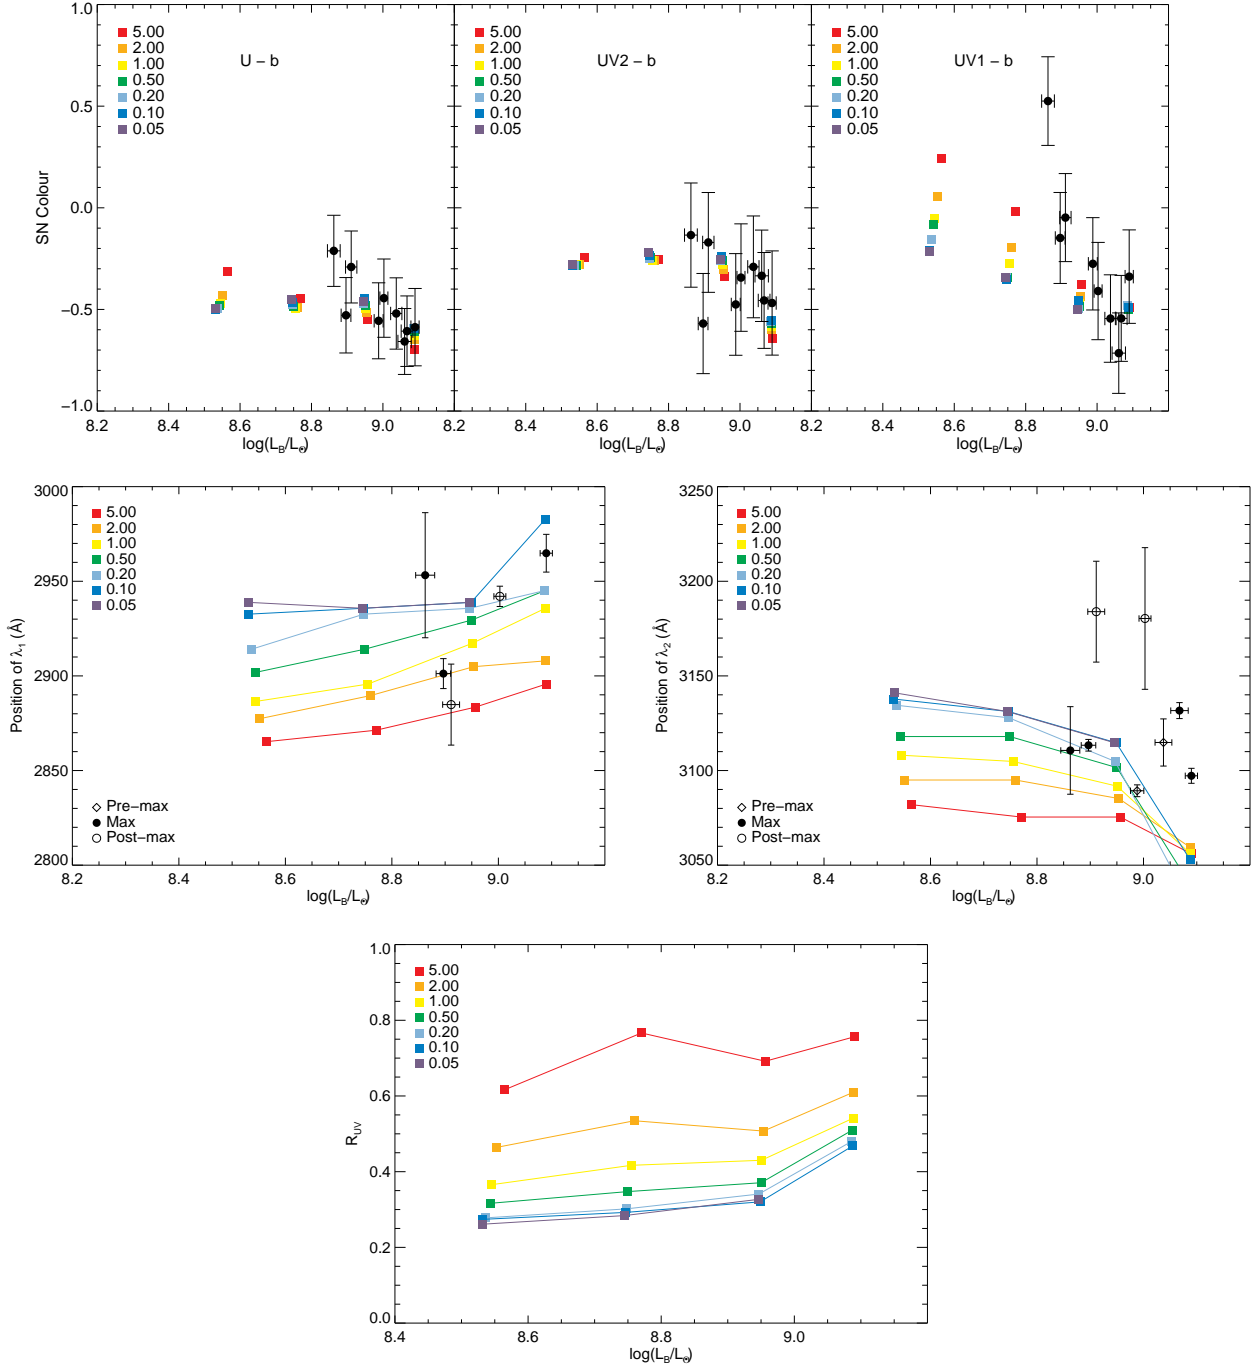 1.0
0.5
0.0
−0.5
−1.0
SN Colour
5.00
2.00
1.00
0.50
0.20
0.10
0.05
U − b
8.2 8.4 8.6 8.8 9.0
log(L_B/L_⊙)
5.00
2.00
1.00
0.50
0.20
0.10
0.05
UV2 − b
8.2 8.4 8.6 8.8 9.0
log(L_B/L_⊙)
5.00
2.00
1.00
0.50
0.20
0.10
0.05
UV1 − b
8.2 8.4 8.6 8.8 9.0
log(L_B/L_⊙)
3000
2950
2900
2850
2800
Position of λ_1 (Å)
5.00
2.00
1.00
0.50
0.20
0.10
0.05
Pre−max
Max
Post−max
8.2 8.4 8.6 8.8 9.0
log(L_B/L_⊙)
3250
3200
3150
3100
3050
Position of λ_2 (Å)
5.00
2.00
1.00
0.50
0.20
0.10
0.05
Pre−max
Max
Post−max
8.2 8.4 8.6 8.8 9.0
log(L_B/L_⊙)
1.0
0.8
0.6
0.4
0.2
0.0
R_UV
5.00
2.00
1.00
0.50
0.20
0.10
0.05
8.4 8.6 8.8 9.0
log(L_B/L_⊙)